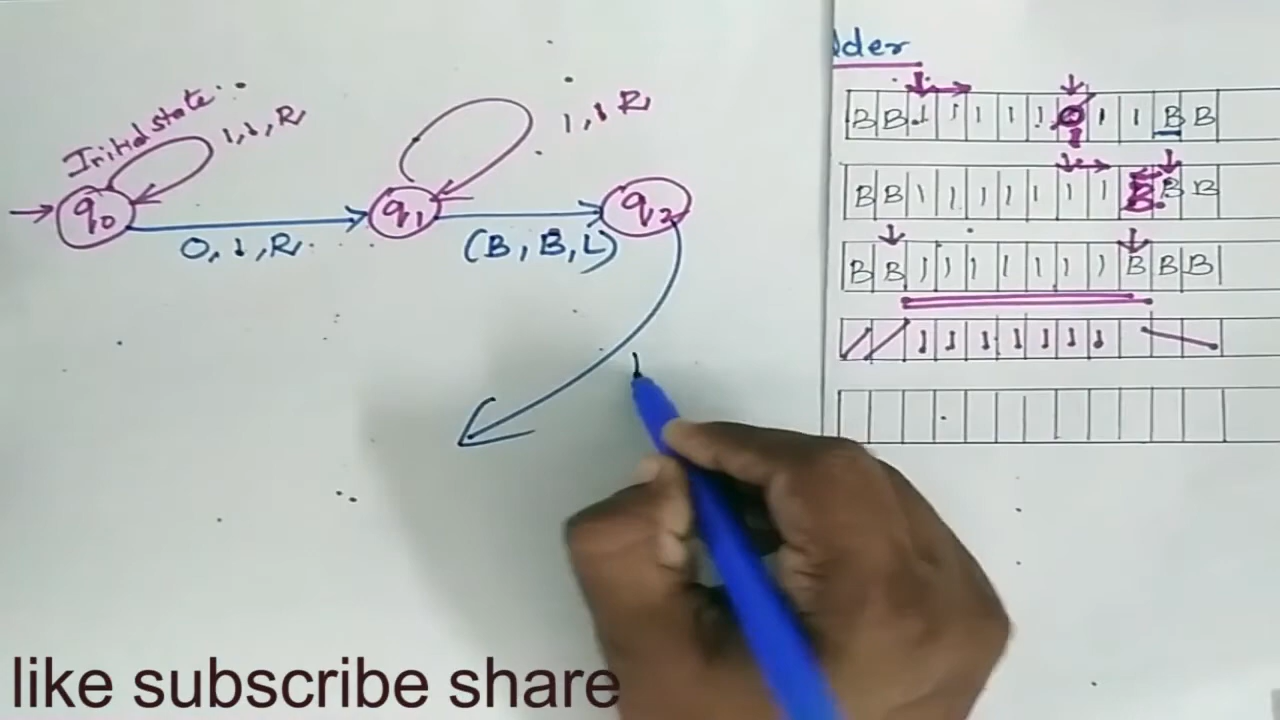 Initial state
1, 1, R
1, 1 R
q0
q1
q2
0, 1, R
(B, B, L)
1
dder
B B 1 1 1 1 1 0 1 1 B B
1
B B 1 1 1 1 1 1 1 B B B
B B 1 1 1 1 1 1 1 B B B
1 1 1 1 1 1 1
like subscribe share